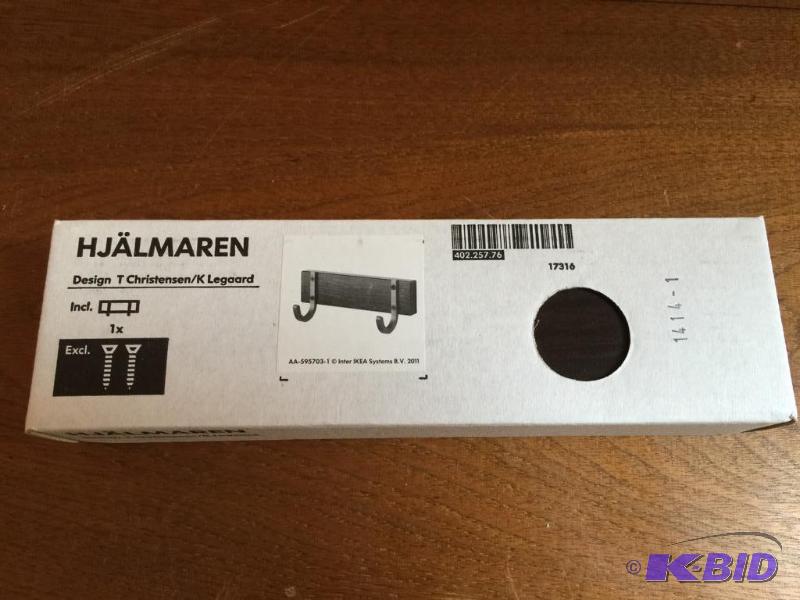 HJÄLMAREN
Design T Christensen/K Legaard
Incl.
1x
Excl.
AA-595703-1 © Inter IKEA Systems B.V. 2011
402.257.76
17316
1414-1
HJÄLMAREN
© K-BID